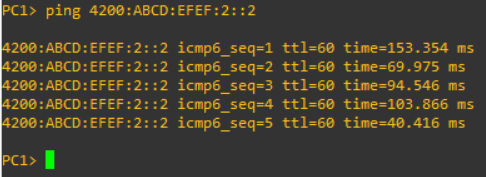 PC1> ping 4200:ABCD:EFEF:2::2
4200:ABCD:EFEF:2::2 icmp6_seq=1 ttl=60 time=153.354 ms
4200:ABCD:EFEF:2::2 icmp6_seq=2 ttl=60 time=69.975 ms
4200:ABCD:EFEF:2::2 icmp6_seq=3 ttl=60 time=94.546 ms
4200:ABCD:EFEF:2::2 icmp6_seq=4 ttl=60 time=103.866 ms
4200:ABCD:EFEF:2::2 icmp6_seq=5 ttl=60 time=40.416 ms
PC1>